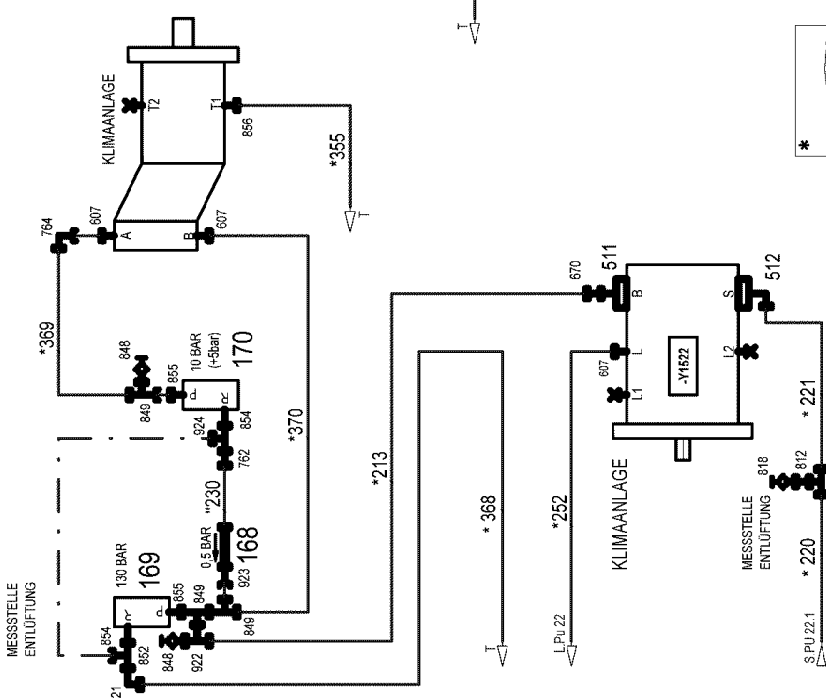 T
KLIMAANLAGE
T2
T1
856
*355
T
764
607
A
B
607
*369
848
849
855
10 BAR
(+5bar)
170
P
R
924
854
762
*370
"230
0,5 BAR
168
923
MESSSTELLE
ENTLÜFTUNG
130 BAR
169
855
849
849
P
R
854
852
21
848
922
*213
*368
T
670
511
B
S
512
607
L
L1
L2
-Y1522
*252
L.PU 22
KLIMAANLAGE
* 221
818
812
MESSSTELLE
ENTLÜFTUNG
* 220
S.PU 22.1
*